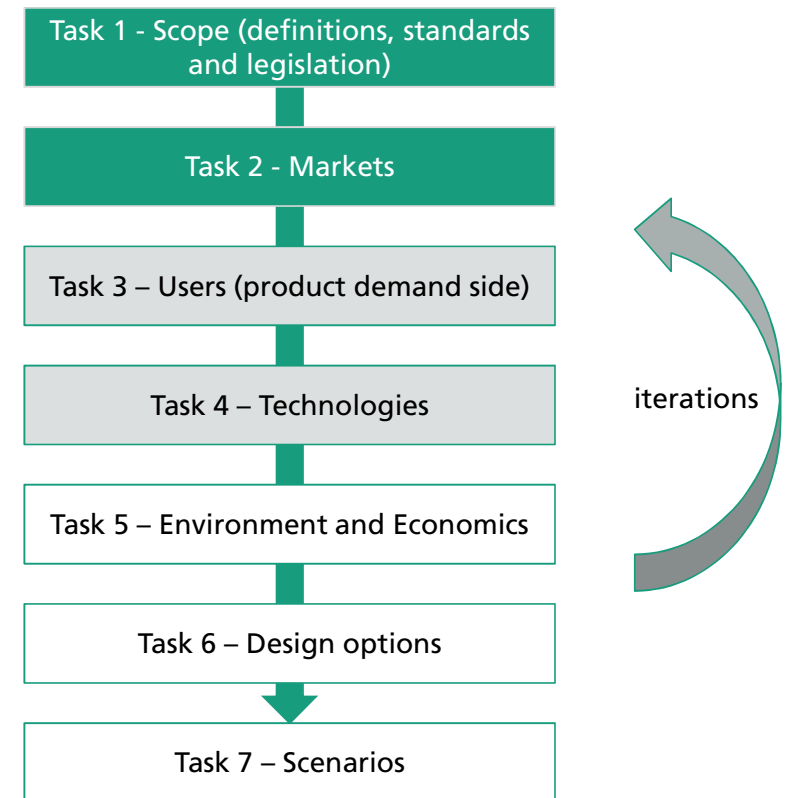 Task 1 - Scope (definitions, standards
and legislation)
Task 2 - Markets
Task 3 – Users (product demand side)
Task 4 – Technologies
iterations
Task 5 – Environment and Economics
Task 6 – Design options
Task 7 – Scenarios